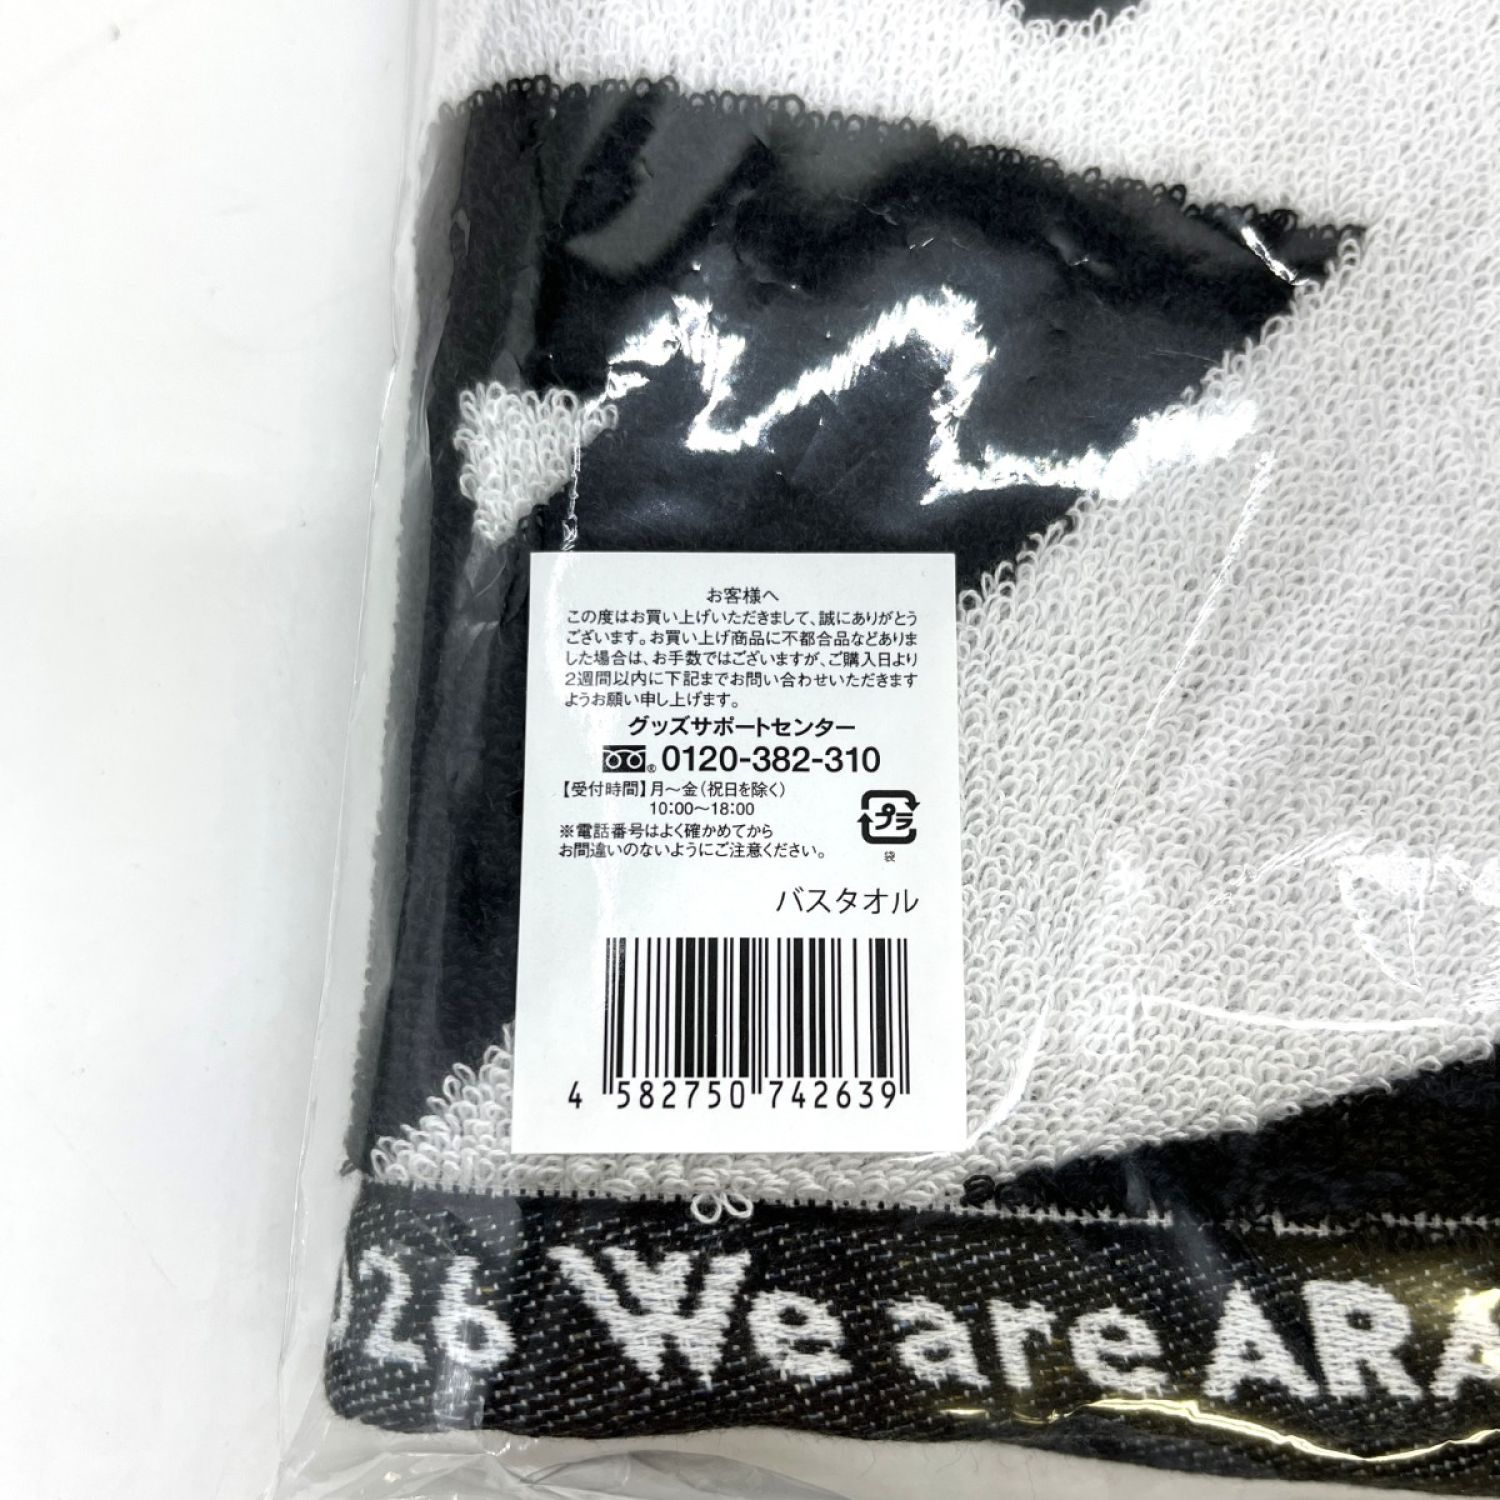 お客様へ
この度はお買い上げいただきまして、誠にありがとう
ございます。お買い上げ商品に不都合品などありま
した場合は、お手数ではございますが、ご購入日より
2週間以内に下記までお問い合わせいただきます
ようお願い申し上げます。
グッズサポートセンター
® 0120-382-310
【受付時間】月〜金（祝日を除く）
10:00〜18:00
※電話番号はよく確かめてから
お間違いのないようにご注意ください。
プラ
袋
バスタオル
4 582750 742639
26 We are ARA